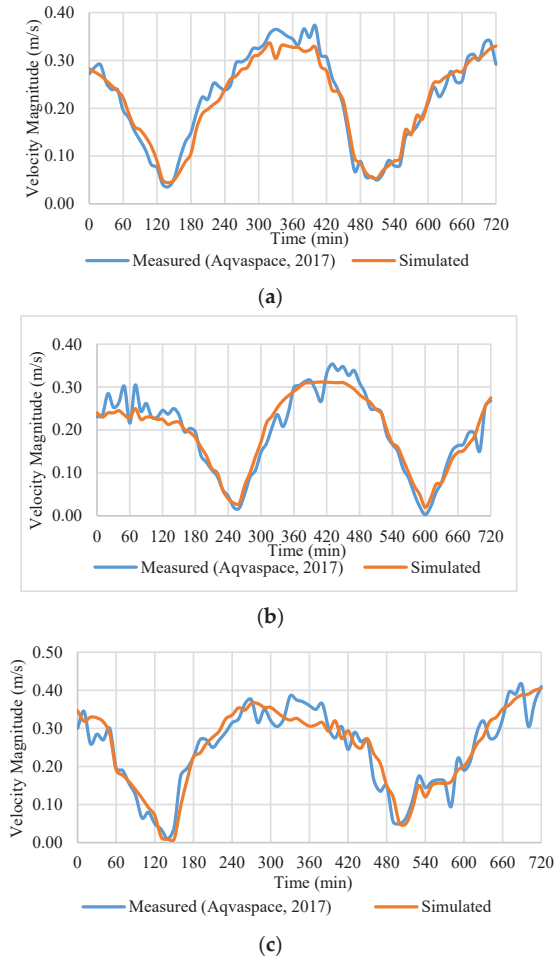 Velocity Magnitude (m/s)
0.40
0.30
0.20
0.10
0.00
0 60 120 180 240 300 360 420 480 540 600 660 720
Time (min)
Measured (Aqvaspace, 2017) Simulated
(a)
Velocity Magnitude (m/s)
0.40
0.30
0.20
0.10
0.00
0 60 120 180 240 300 360 420 480 540 600 660 720
Time (min)
Measured (Aqvaspace, 2017) Simulated
(b)
Velocity Magnitude (m/s)
0.50
0.40
0.30
0.20
0.10
0.00
0 60 120 180 240 300 360 420 480 540 600 660 720
Time (min)
Measured (Aqvaspace, 2017) Simulated
(c)